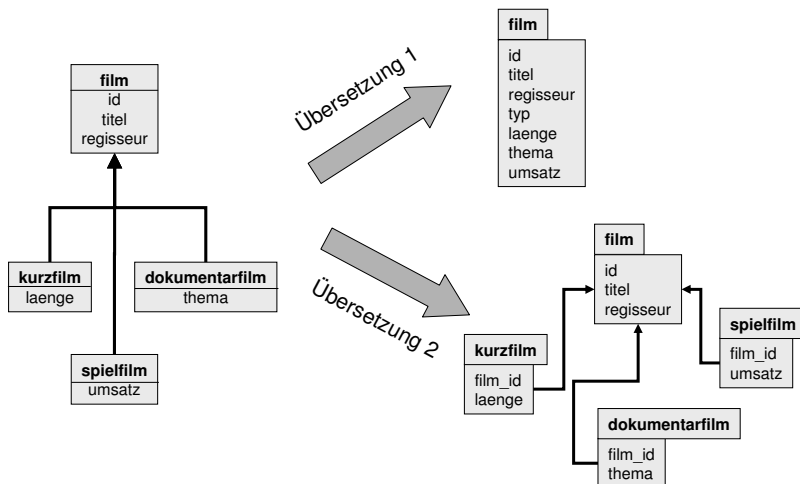 film
id
titel
regisseur
kurzfilm
laenge
dokumentarfilm
thema
spielfilm
umsatz
Übersetzung 1
film
id
titel
regisseur
typ
laenge
thema
umsatz
Übersetzung 2
film
id
titel
regisseur
kurzfilm
film_id
laenge
spielfilm
film_id
umsatz
dokumentarfilm
film_id
thema